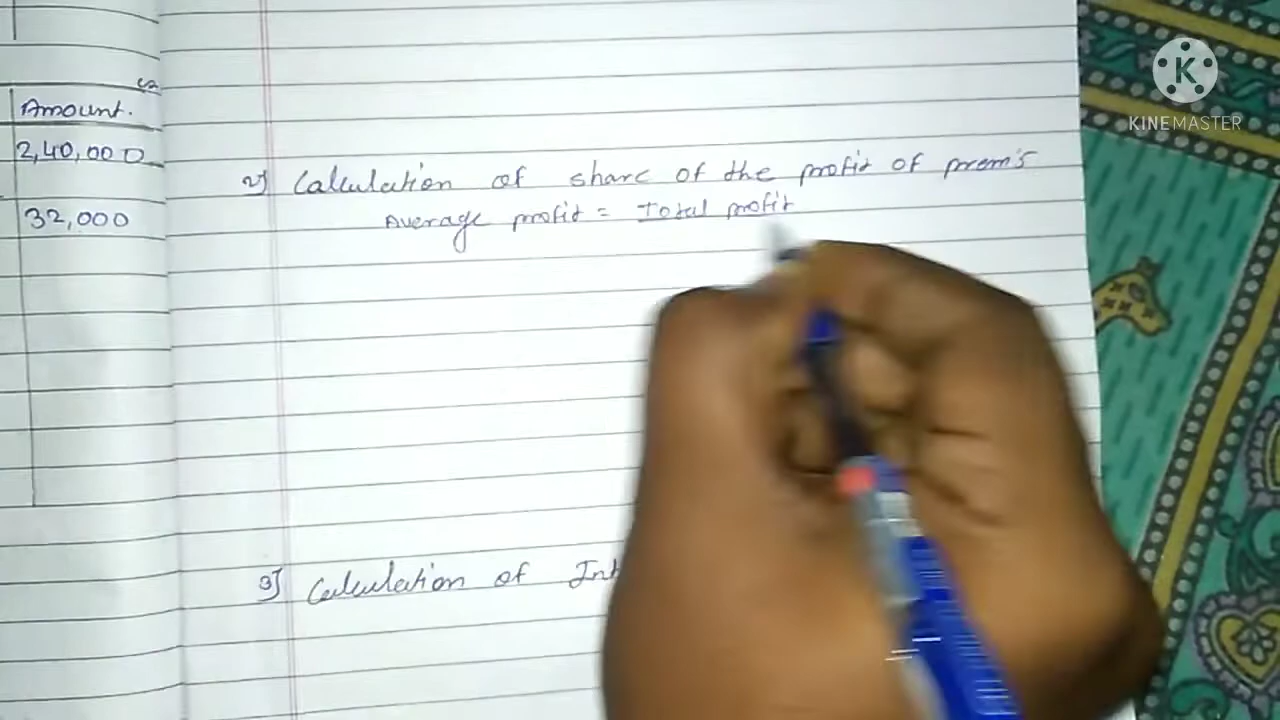 Cr
Amount.
2,40,000
32,000
2) Calculation of share of the profit of prem's
Average profit = Total profit
3) Calculation of Int
K
KINEMASTER